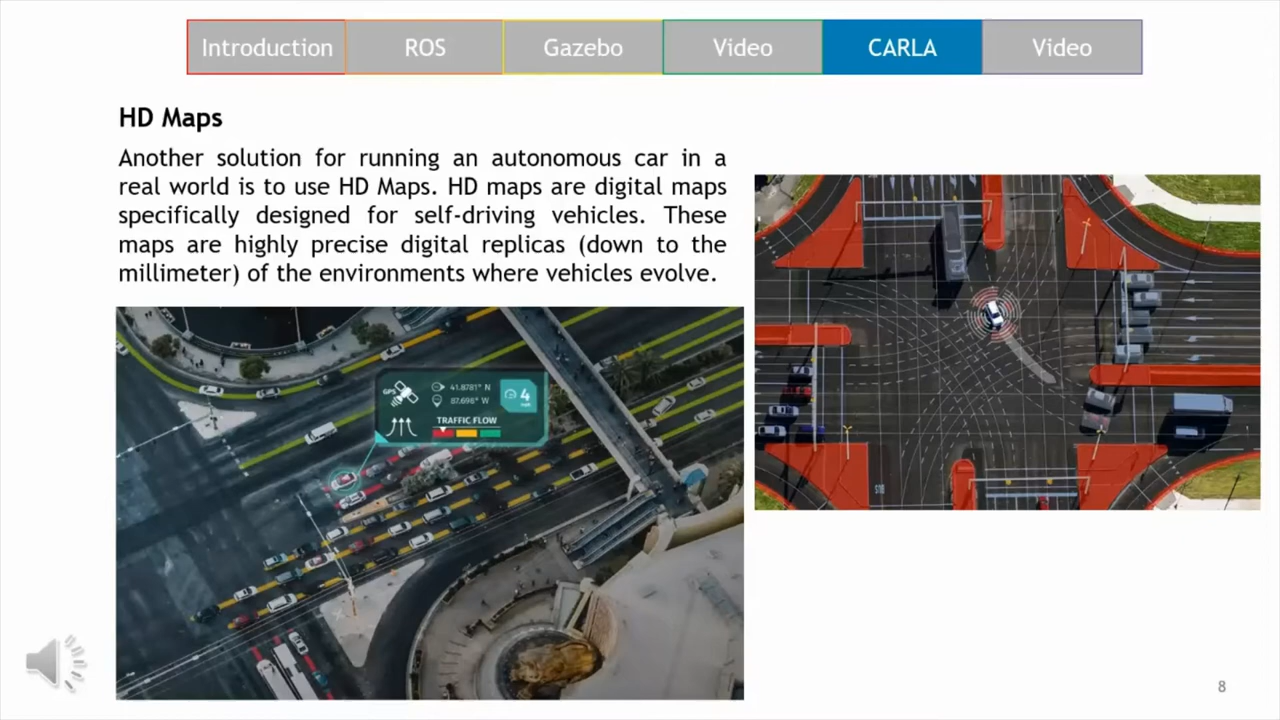 Introduction
ROS
Gazebo
Video
CARLA
Video
HD Maps
Another solution for running an autonomous car in a
real world is to use HD Maps. HD maps are digital maps
specifically designed for self-driving vehicles. These
maps are highly precise digital replicas (down to the
millimeter) of the environments where vehicles evolve.
GPS
41.8781° N
87.698° W
4
mph
TRAFFIC FLOW
8